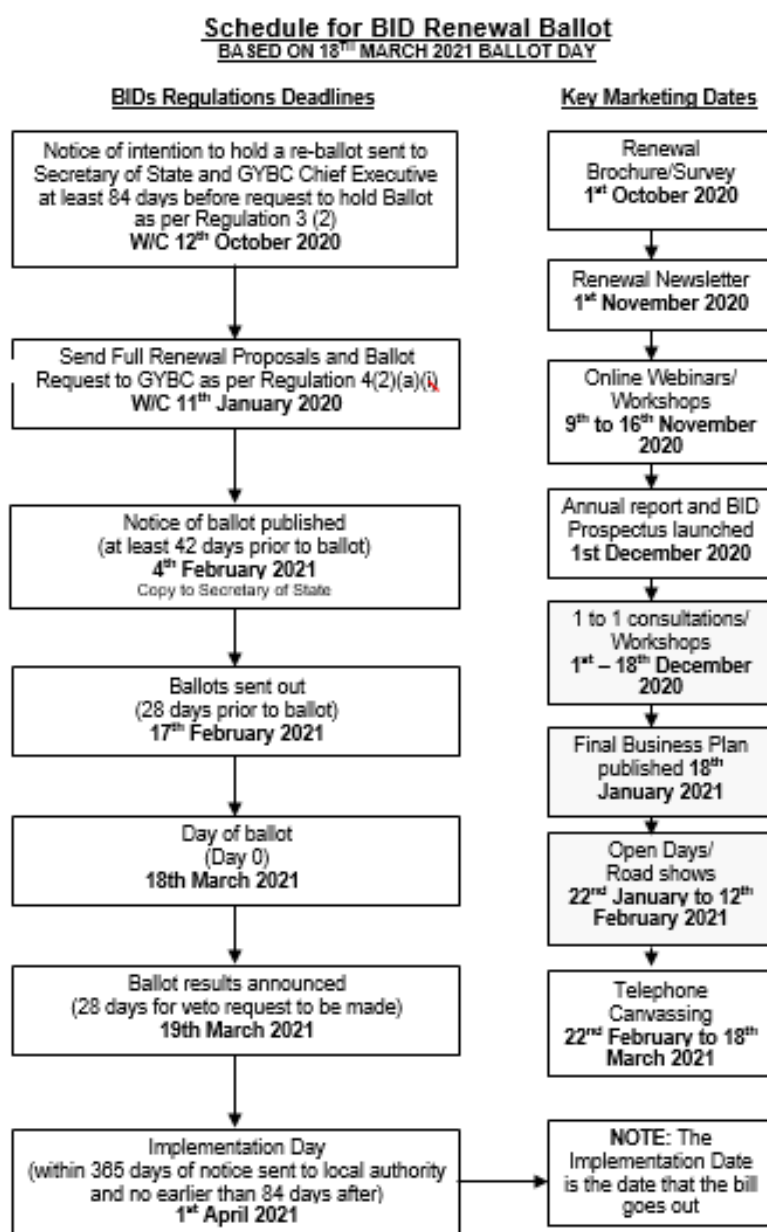 Schedule for BID Renewal Ballot
BASED ON 18TH MARCH 2021 BALLOT DAY
BIDs Regulations Deadlines
Notice of intention to hold a re-ballot sent to
Secretary of State and GYBC Chief Executive
at least 84 days before request to hold Ballot
as per Regulation 3 (2)
W/C 12th October 2020
Send Full Renewal Proposals and Ballot
Request to GYBC as per Regulation 4(2)(a)(i)
W/C 11th January 2020
Notice of ballot published
(at least 42 days prior to ballot)
4th February 2021
Copy to Secretary of State
Ballots sent out
(28 days prior to ballot)
17th February 2021
Day of ballot
(Day 0)
18th March 2021
Ballot results announced
(28 days for veto request to be made)
19th March 2021
Implementation Day
(within 365 days of notice sent to local authority
and no earlier than 84 days after)
1st April 2021
Key Marketing Dates
Renewal
Brochure/Survey
1st October 2020
Renewal Newsletter
1st November 2020
Online Webinars/
Workshops
9th to 16th November
2020
Annual report and BID
Prospectus launched
1st December 2020
1 to 1 consultations/
Workshops
1st – 18th December
2020
Final Business Plan
published 18th
January 2021
Open Days/
Road shows
22nd January to 12th
February 2021
Telephone
Canvassing
22nd February to 18th
March 2021
NOTE: The
Implementation Date
is the date that the bill
goes out